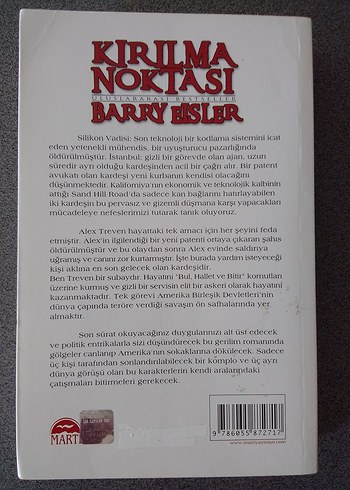 KIRILMA
NOKTASI
ULUSLARARASI BESTSELLER
BARRY EISLER
Silikon Vadisi: Son teknoloji bir kodlama sistemini icat
eden yetenekli mühendis, bir uyuşturucu pazarlığında
öldürülmüştür. İstanbul: gizli bir görevde olan ajan, uzun
süredir ayrı olduğu kardeşinden acil bir çağrı alır. Bir patent
avukatı olan kardeşi yeni kurbanın kendisi olacağını
düşünmektedir. Kaliforniya'nın ekonomik ve teknolojik kalbinin
attığı Sand Hill Road'da sadece kan bağlarını hatırlayabilen
iki kardeşin bu pervasız ve gizemli düşmana karşı yapacakları
mücadeleye nefeslerimizi tutarak tanık oluyoruz.
Alex Treven hayattaki tek amacı için her şeyini feda
etmiştir. Alex'in ilgilendiği bir yeni patenti ortaya çıkaran şahıs
öldürülmüştür ve bu olaydan sonra Alex evinde saldırıya
uğramış ve canını zor kurtarmıştır. İşte burada yardım isteyeceği
kişi aklına en son gelecek olan kardeşidir.
Ben Treven bir subaydır. Hayatını "Bul, Hallet ve Bitir" komutları
üzerine kurmuş ve gizli bir servisin elit bir askeri olarak hayatını
kazanmaktadır. Tek görevi Amerika Birleşik Devletleri'nin
dünya çapında teröre verdiği savaşın ön safhalarında yer
almaktır.
Son sürat okuyacağınız duygularınızı alt üst edecek
ve politik entrikalarla sizi düşündürecek bu gerilim romanında
gölgeler canlanıp Amerika'nın sokaklarına dökülecek. Sadece
üç kişi tarafından sonlandırılabilecek bir komplo ve üç ayrı
dünya görüşü olan bu karakterlerin kendi aralarındaki
çatışmaları bitirmeleri gerekecek.
MARTI
9 786055 872717